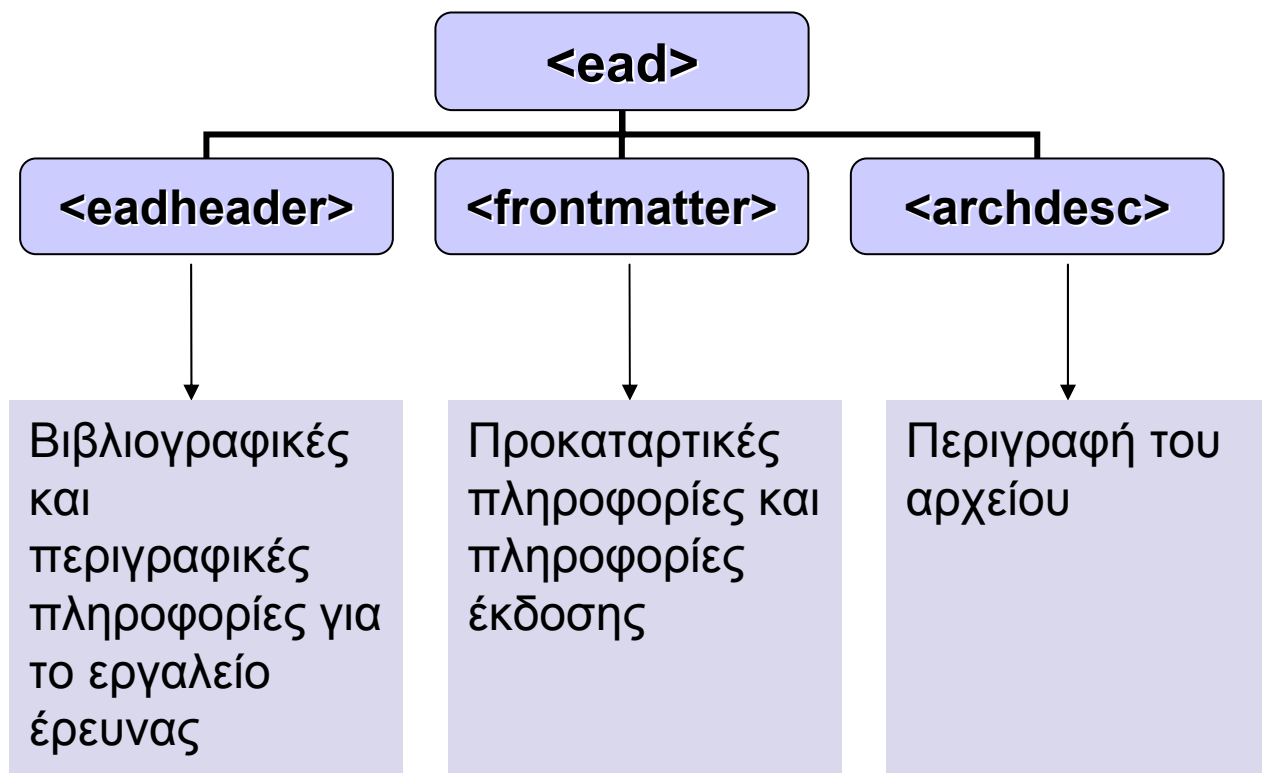 <ead>
<eadheader>
<frontmatter>
<archdesc>
Βιβλιογραφικές
και
περιγραφικές
πληροφορίες για
το εργαλείο
έρευνας
Προκαταρτικές
πληροφορίες και
πληροφορίες
έκδοσης
Περιγραφή του
αρχείου